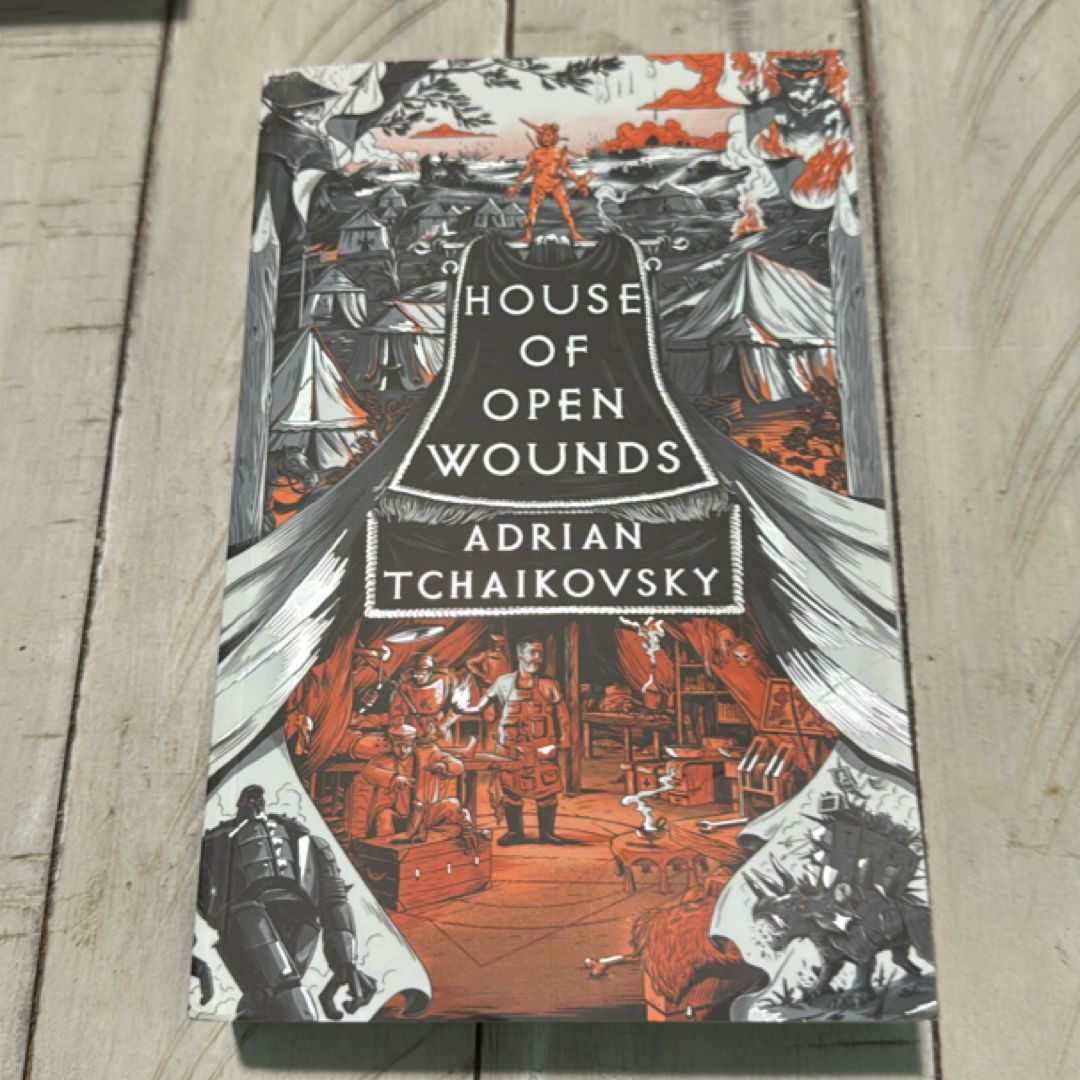 HOUSE
OF
OPEN
WOUNDS
ADRIAN
TCHAIKOVSKY